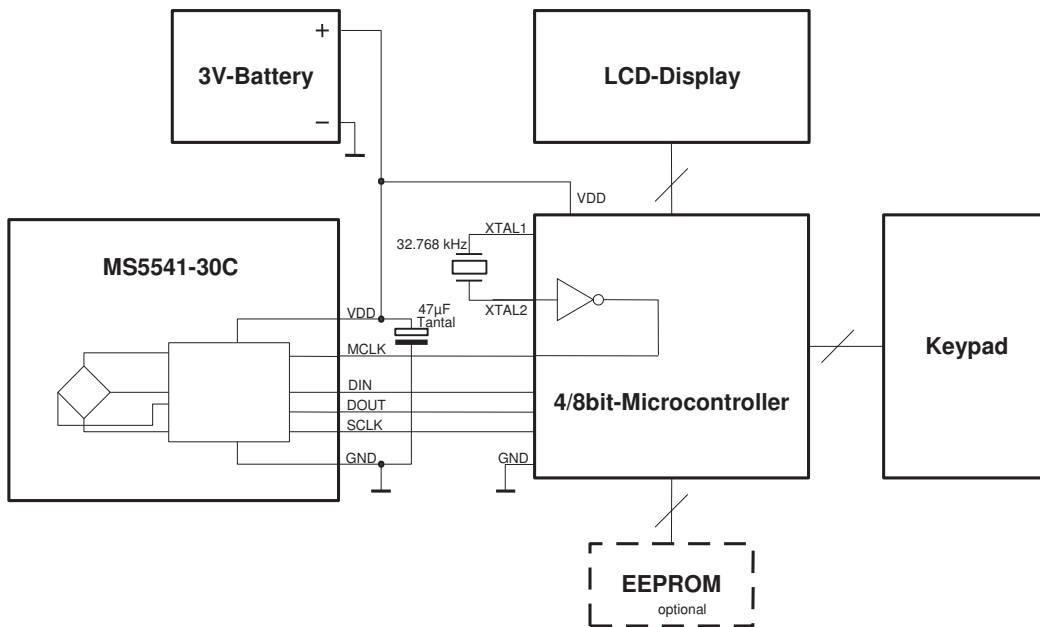 +
3V-Battery
−
LCD-Display
VDD
XTAL1
32.768 kHz
XTAL2
MS5541-30C
VDD
47µF
Tantal
MCLK
DIN
DOUT
SCLK
GND
GND
4/8bit-Microcontroller
Keypad
EEPROM
optional